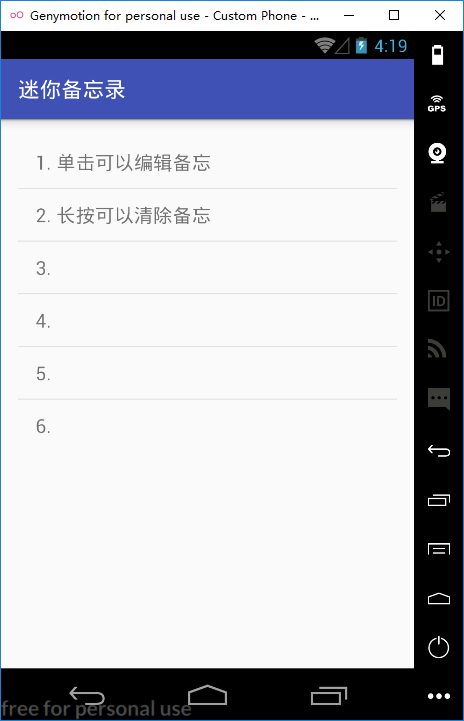 Genymotion for personal use - Custom Phone - ...
4:19
迷你备忘录
GPS
1. 单击可以编辑备忘
2. 长按可以清除备忘
ID
3.
4.
5.
6.
free for personal use